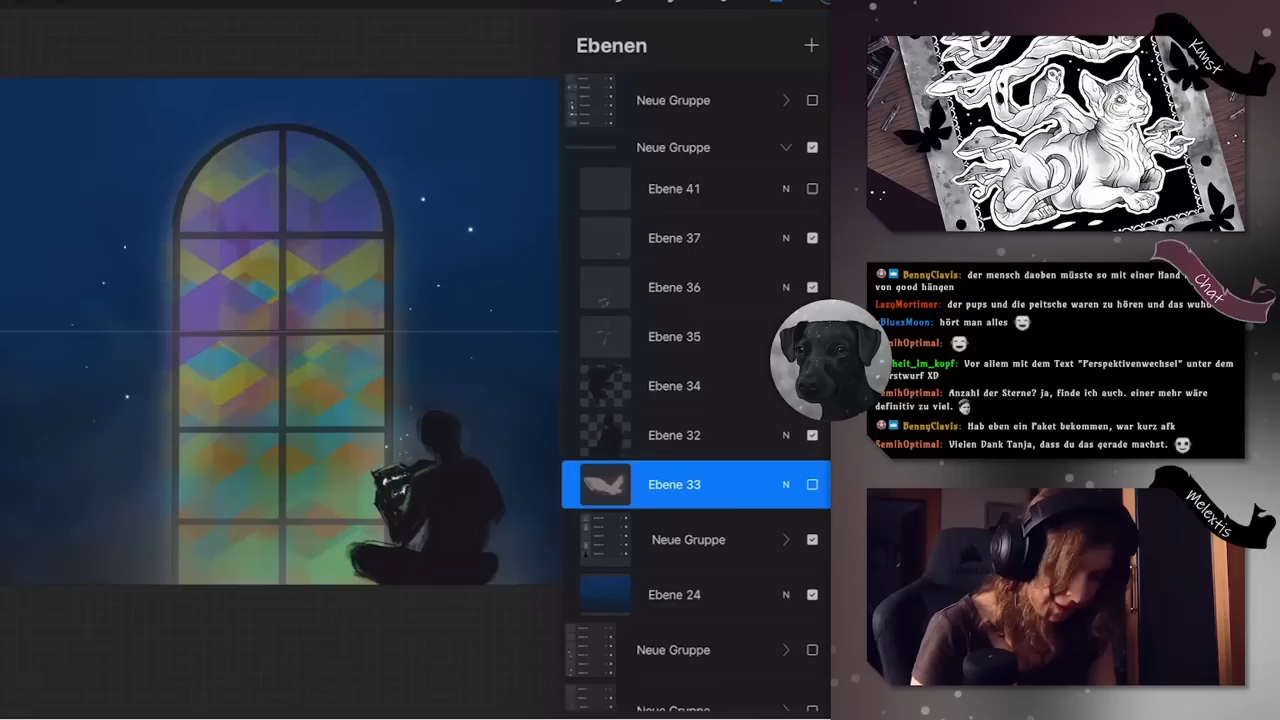 Ebenen
Neue Gruppe
Neue Gruppe
Ebene 41 N
Ebene 37 N
Ebene 36 N
Ebene 35
Ebene 34
Ebene 32 N
Ebene 33 N
Neue Gruppe
Ebene 24 N
Neue Gruppe
Kunst
Chat
BennyClavis: der mensch daoben müsste so mit einer Hand
von good hängen
LazyMortimer: der pups und die peitsche waren zu hören und das
BluexMoon: hört man alles
Vor allem mit dem Text "Perspektivenwechsel" unter dem
XD
Anzahl der Sterne? ja, finde ich auch. einer mehr wäre
definitiv zu viel.
BennyClavis: Hab eben ein Paket bekommen, war kurz afk
SemihOptimal: Vielen Dank Tanja, dass du das gerade machst.
Melextis